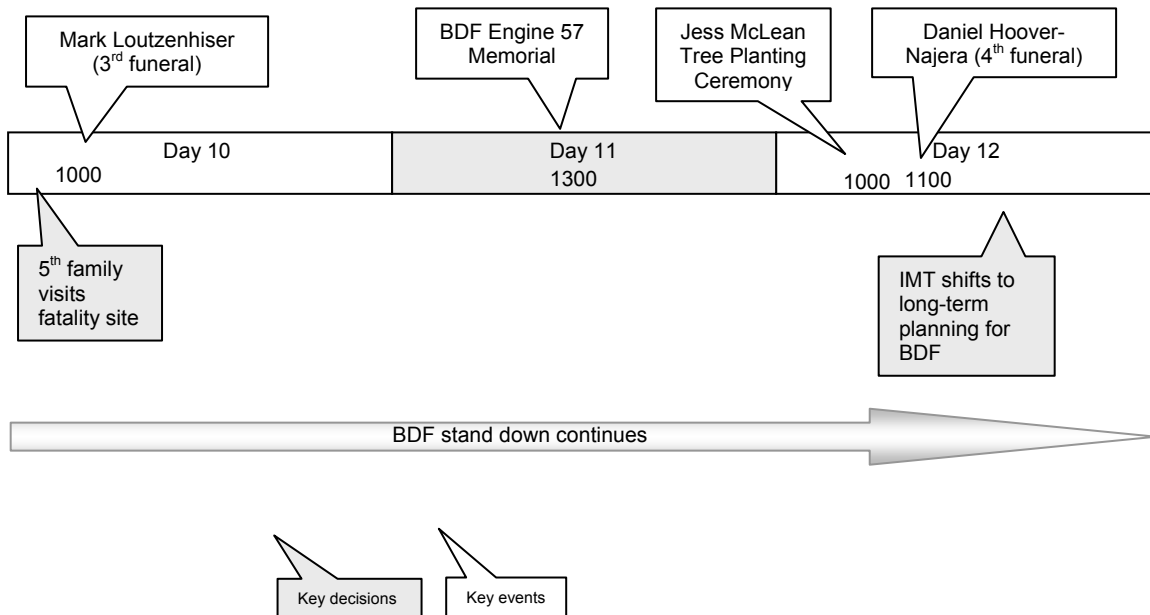 Mark Loutzenhiser
(3rd funeral)
BDF Engine 57
Memorial
Jess McLean
Tree Planting
Ceremony
Daniel Hoover-
Najera (4th funeral)
Day 10
Day 11
Day 12
1000
1300
1000
1100
5th family
visits
fatality site
IMT shifts to
long-term
planning for
BDF
BDF stand down continues
Key decisions
Key events